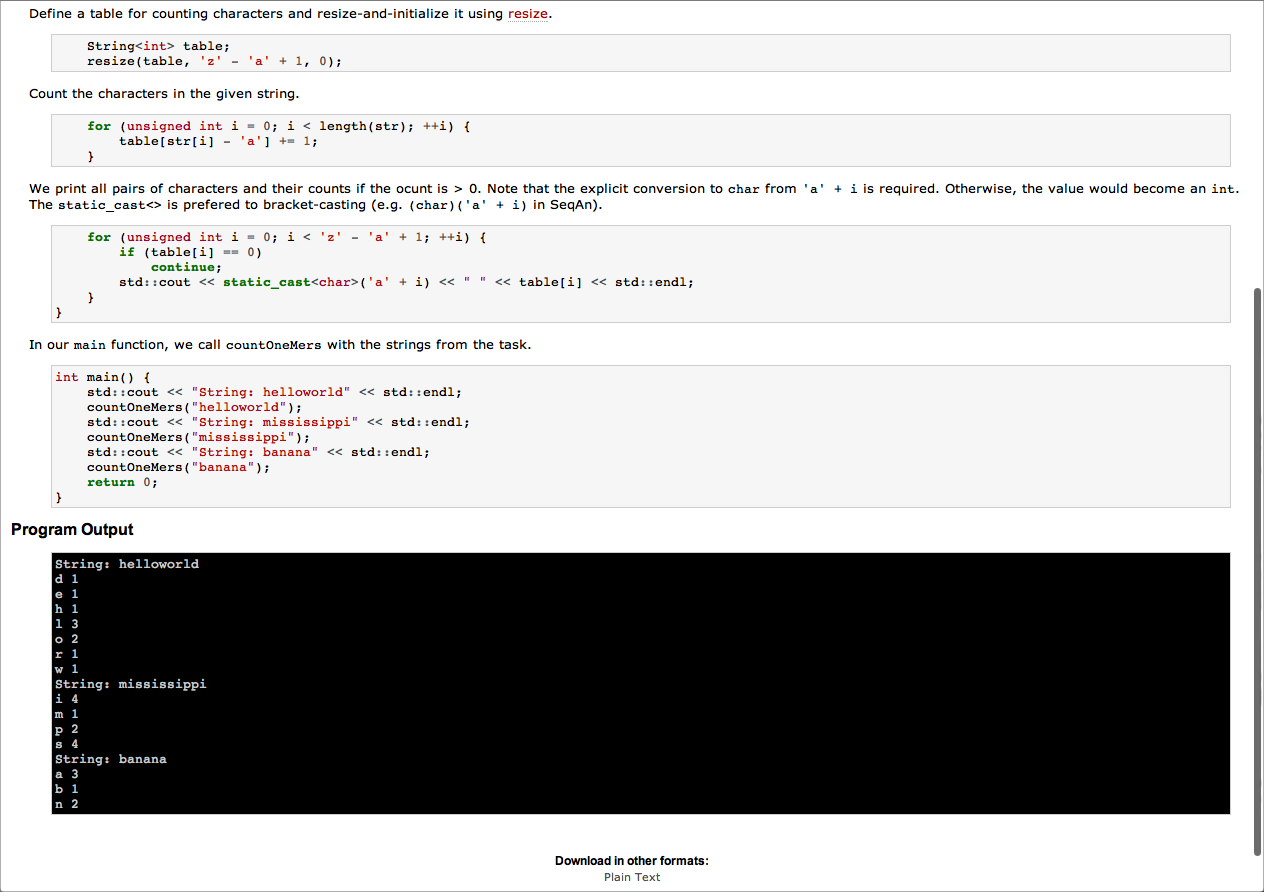 Define a table for counting characters and resize-and-initialize it using resize.
    String<int> table;
    resize(table, 'z' - 'a' + 1, 0);
Count the characters in the given string.
    for (unsigned int i = 0; i < length(str); ++i) {
        table[str[i] - 'a'] += 1;
    }
We print all pairs of characters and their counts if the ocunt is > 0. Note that the explicit conversion to char from 'a' + i is required. Otherwise, the value would become an int.
The static_cast<> is prefered to bracket-casting (e.g. (char)('a' + i) in SeqAn).
    for (unsigned int i = 0; i < 'z' - 'a' + 1; ++i) {
        if (table[i] == 0)
            continue;
        std::cout << static_cast<char>('a' + i) << " " << table[i] << std::endl;
    }
}
In our main function, we call countOneMers with the strings from the task.
int main() {
    std::cout << "String: helloworld" << std::endl;
    countOneMers("helloworld");
    std::cout << "String: mississippi" << std::endl;
    countOneMers("mississippi");
    std::cout << "String: banana" << std::endl;
    countOneMers("banana");
    return 0;
}
Program Output
String: helloworld
d 1
e 1
h 1
l 3
o 2
r 1
w 1
String: mississippi
i 4
m 1
p 2
s 4
String: banana
a 3
b 1
n 2
Download in other formats:
Plain Text